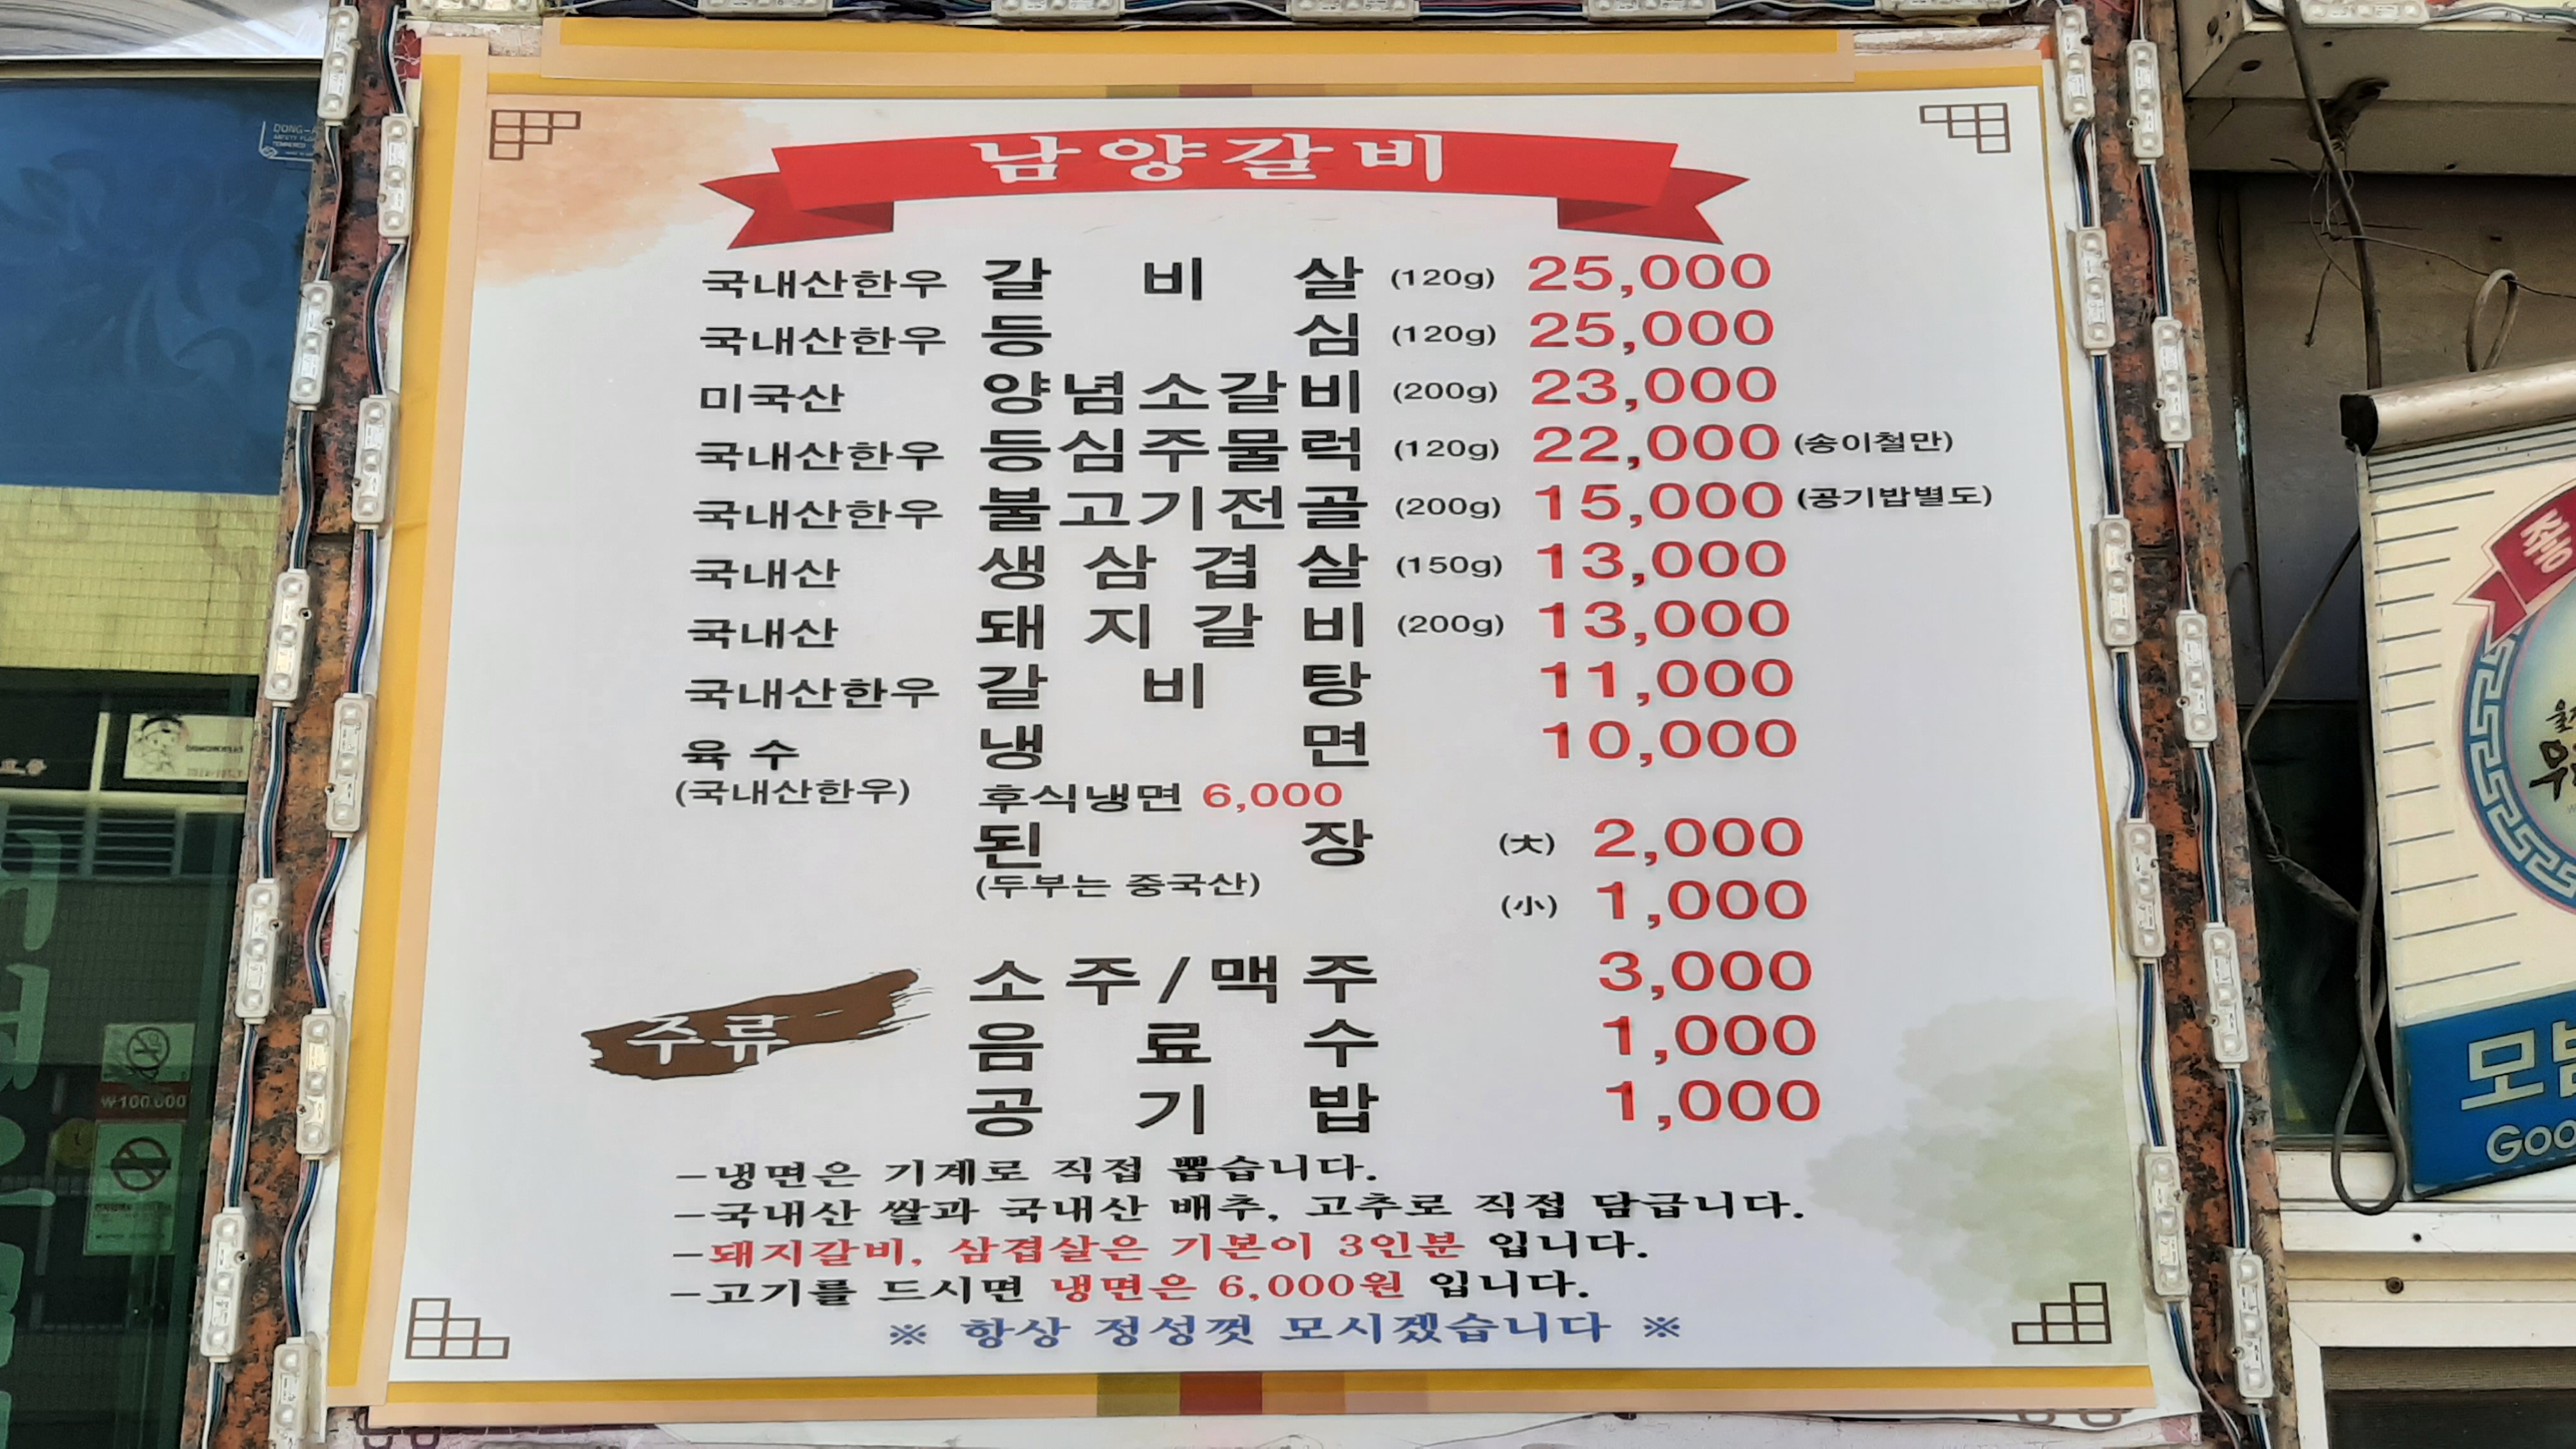 남양갈비
국내산한우 갈비살 (120g) 25,000
국내산한우 등심 (120g) 25,000
미국산 양념소갈비 (200g) 23,000
국내산한우 등심주물럭 (120g) 22,000 (송이철만)
국내산한우 불고기전골 (200g) 15,000 (공기밥별도)
국내산 생삼겹살 (150g) 13,000
국내산 돼지갈비 (200g) 13,000
국내산한우 갈비탕 11,000
육수 냉면 10,000
(국내산한우) 후식냉면 6,000
된장 (大) 2,000
(두부는 중국산) (小) 1,000
주류 소주/맥주 3,000
음료수 1,000
공기밥 1,000
-냉면은 기계로 직접 뽑습니다.
-국내산 쌀과 국내산 배추, 고추로 직접 담급니다.
-돼지갈비, 삼겹살은 기본이 3인분 입니다.
-고기를 드시면 냉면은 6,000원 입니다.
※ 항상 정성껏 모시겠습니다 ※
₩100,000
좋
모범
Goo